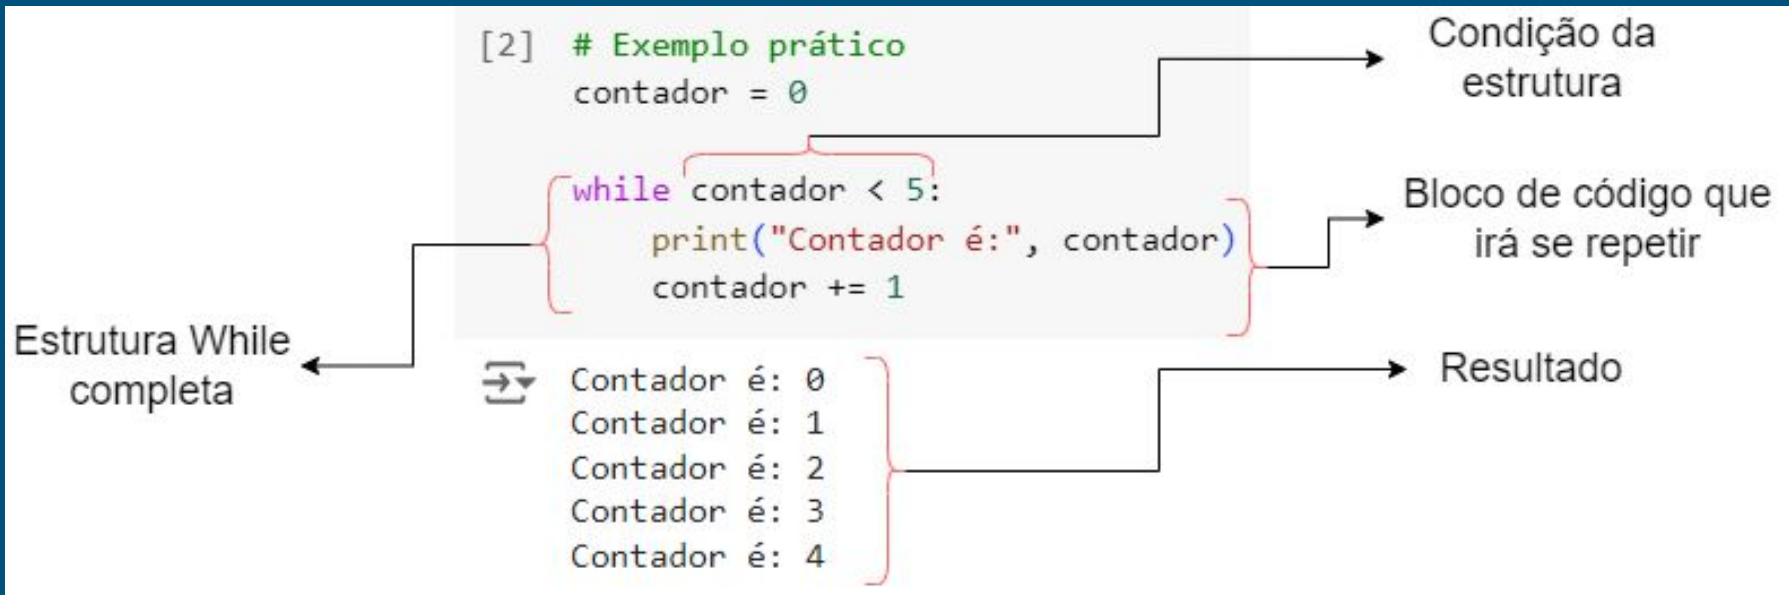 [2] # Exemplo prático
contador = 0
while contador < 5:
print("Contador é:", contador)
contador += 1
Condição da
estrutura
Bloco de código que
irá se repetir
Estrutura While
completa
Contador é: 0
Contador é: 1
Contador é: 2
Contador é: 3
Contador é: 4
Resultado